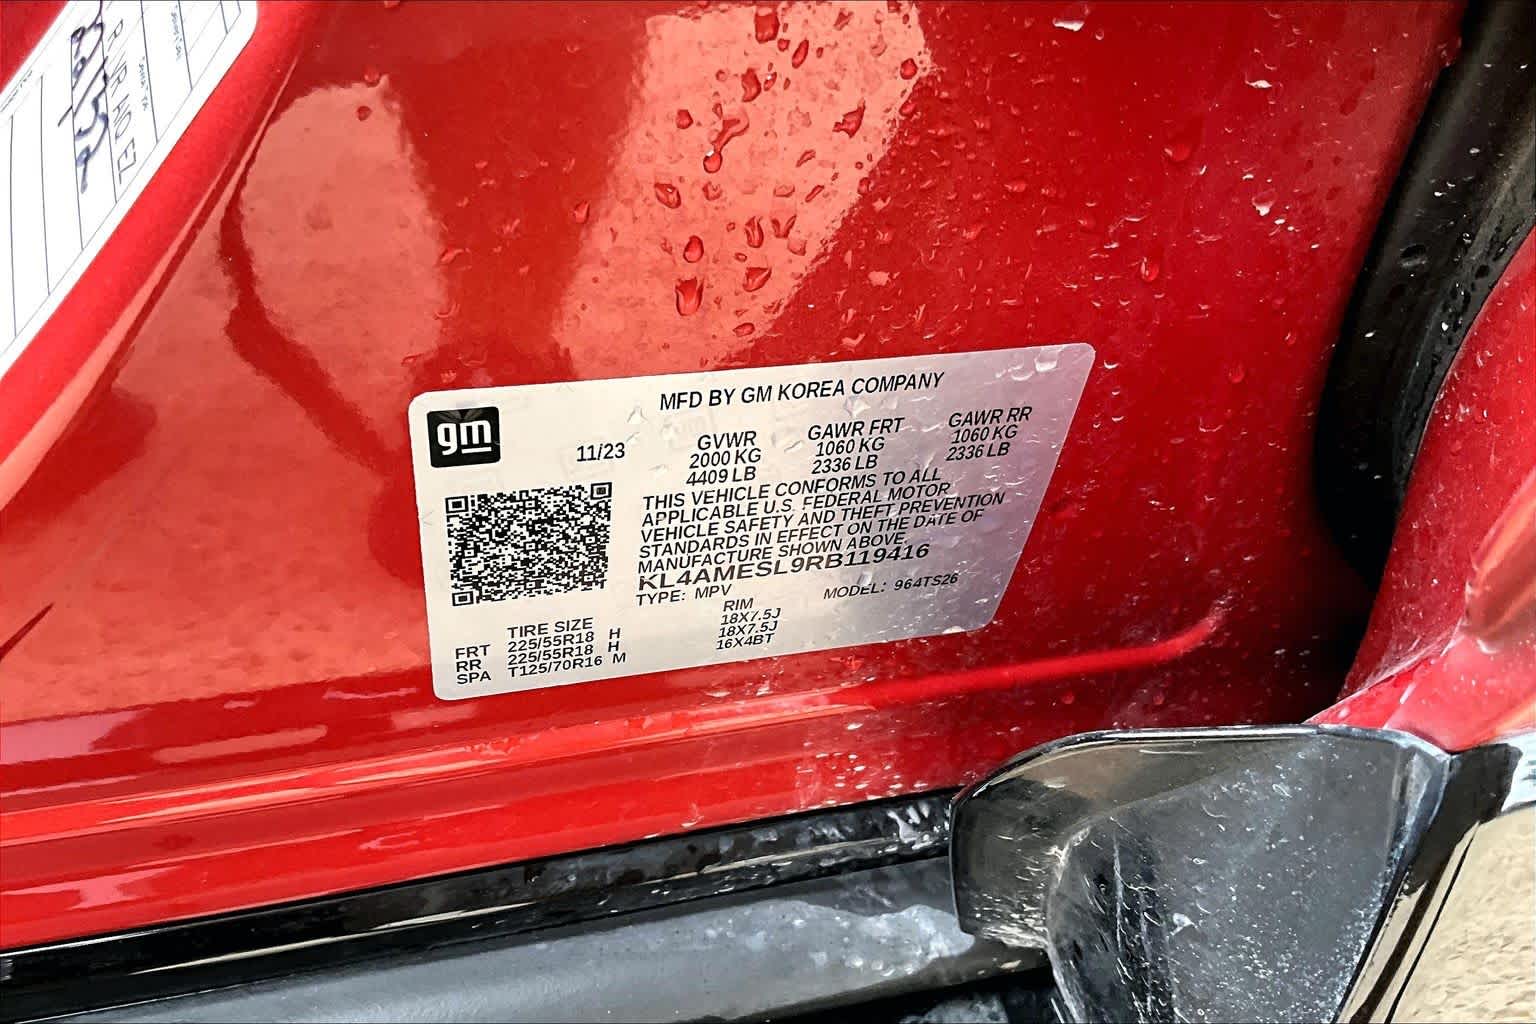 MFD BY GM KOREA COMPANY
gm
11/23
GVWR
2000 KG
4409 LB
GAWR FRT
1060 KG
2336 LB
GAWR RR
1060 KG
2336 LB
THIS VEHICLE CONFORMS TO ALL
APPLICABLE U.S. FEDERAL MOTOR
VEHICLE SAFETY AND THEFT PREVENTION
STANDARDS IN EFFECT ON THE DATE OF
MANUFACTURE SHOWN ABOVE.
KL4AMESL9RB119416
TYPE: MPV MODEL: 964TS26
TIRE SIZE RIM
FRT 225/55R18 H 18X7.5J
RR 225/55R18 H 18X7.5J
SPA T125/70R16 M 16X4BT